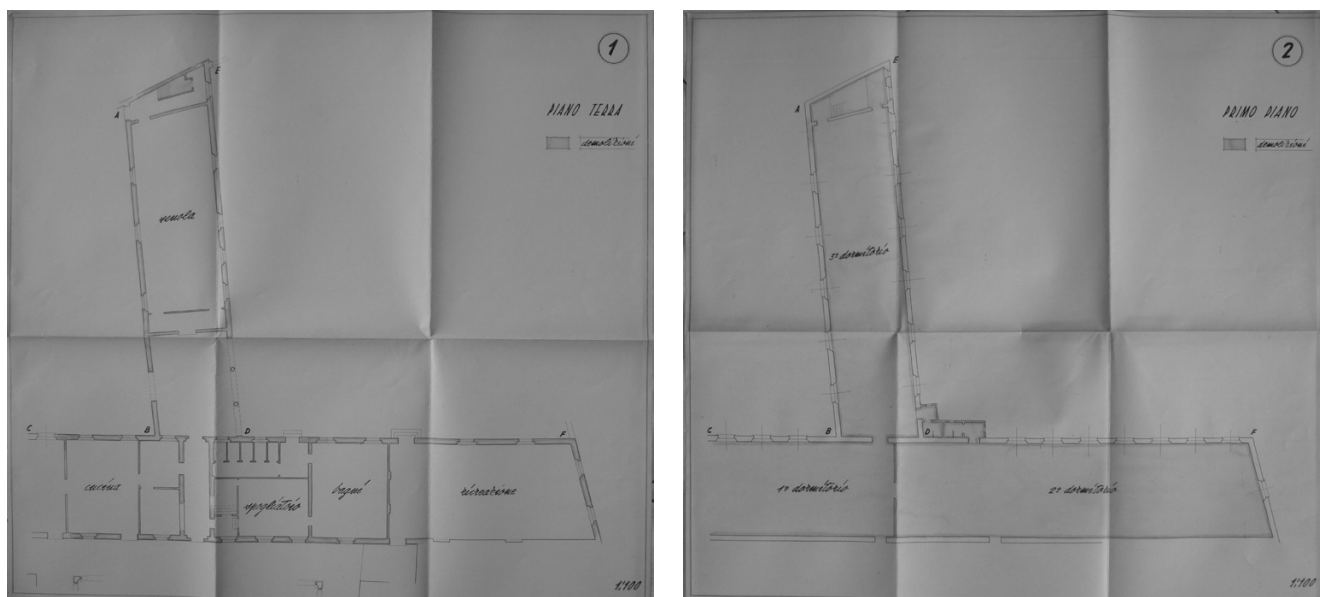 1
E
A
PIANO TERRA
demolizioni
scuola
C
B
D
F
cucina
spogliatoio
bagni
ricreazione
1:100
2
E
A
PRIMO PIANO
demolizioni
3° dormitorio
C
B
D
F
1° dormitorio
2° dormitorio
1:100